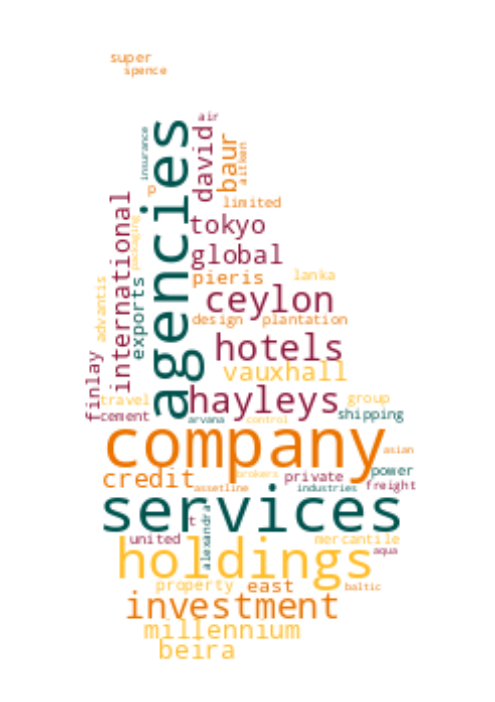 super
spence
air
insurance
agencies
david
baur
aitken
p
limited
international
packaging
tokyo
global
exports
pieris
lanka
advantis
ceylon
design
plantation
hotels
finlay
vauxhall
hayleys
travel
group
cement
shipping
arvana
control
company
asian
credit
brokers
private
power
assetline
industries
freight
services
t
alexandra
united
mercantile
holdings
aqua
property
east
baltic
investment
millennium
beira